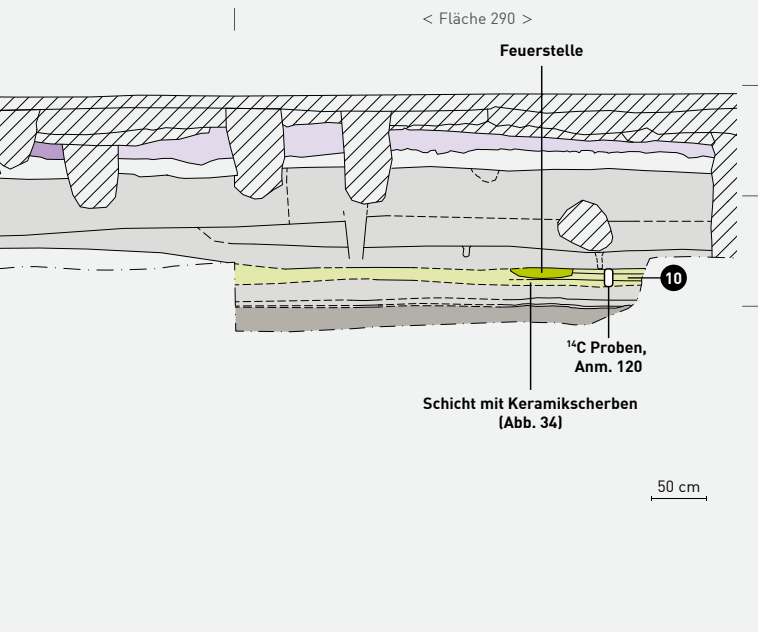 < Fläche 290 >
Feuerstelle
10
¹⁴C Proben,
Anm. 120
Schicht mit Keramikscherben
(Abb. 34)
50 cm